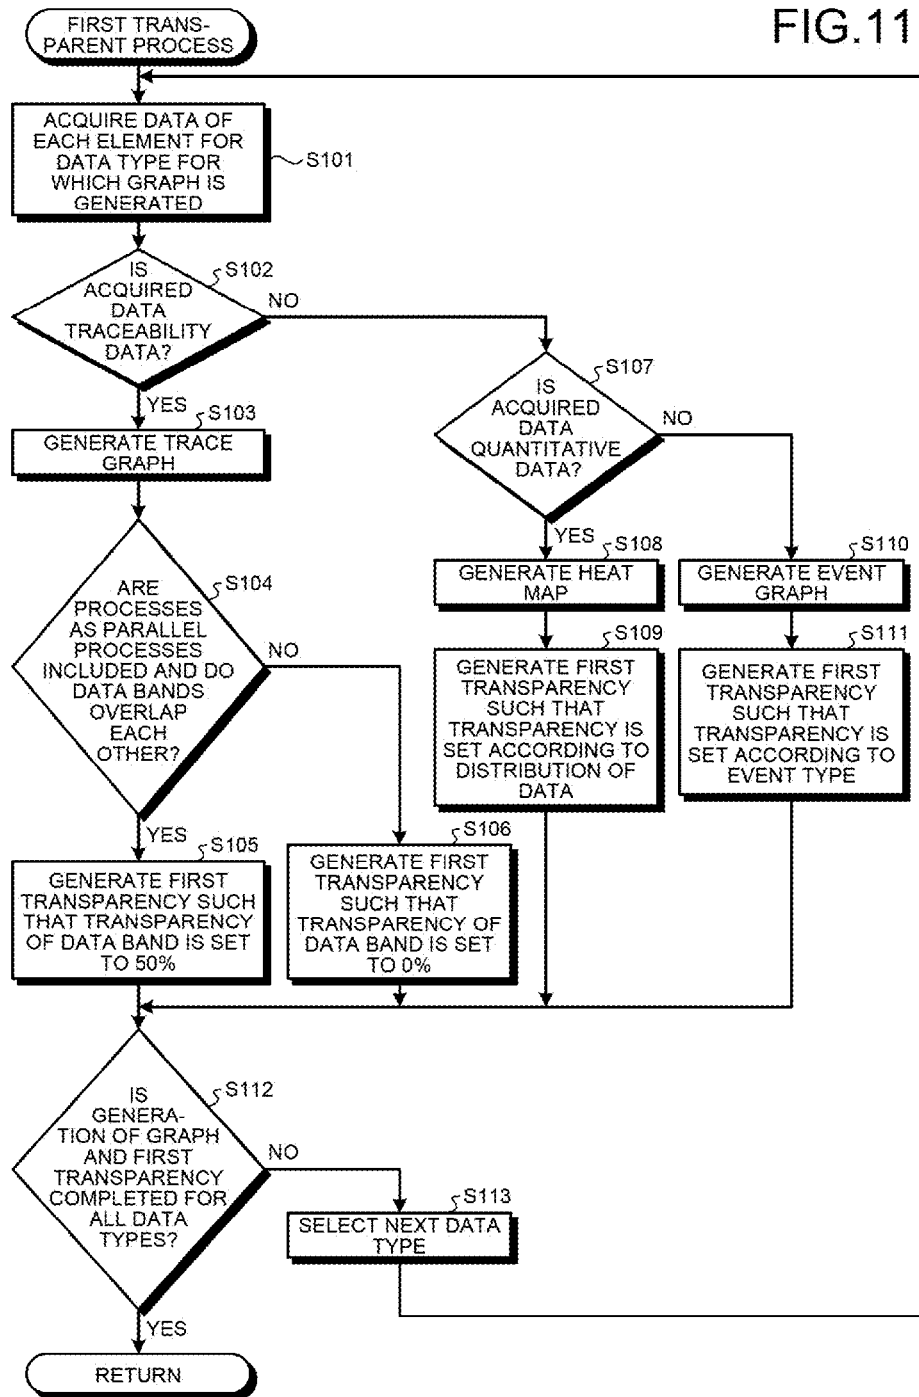 FIG.11
FIRST TRANS-
PARENT PROCESS
ACQUIRE DATA OF
EACH ELEMENT FOR
DATA TYPE FOR
WHICH GRAPH IS
GENERATED
S101
IS
ACQUIRED
DATA
TRACEABILITY
DATA?
S102
NO
YES
S103
GENERATE TRACE
GRAPH
S107
IS
ACQUIRED
DATA
QUANTITATIVE
DATA?
NO
YES
S104
ARE
PROCESSES
AS PARALLEL
PROCESSES
INCLUDED AND DO
DATA BANDS
OVERLAP
EACH
OTHER?
NO
YES
S108
GENERATE HEAT
MAP
S109
GENERATE FIRST
TRANSPARENCY
SUCH THAT
TRANSPARENCY IS
SET ACCORDING TO
DISTRIBUTION OF
DATA
S110
GENERATE EVENT
GRAPH
S111
GENERATE FIRST
TRANSPARENCY
SUCH THAT
TRANSPARENCY IS
SET ACCORDING TO
EVENT TYPE
S105
GENERATE FIRST
TRANSPARENCY SUCH
THAT TRANSPARENCY
OF DATA BAND IS SET
TO 50%
S106
GENERATE FIRST
TRANSPARENCY
SUCH THAT
TRANSPARENCY OF
DATA BAND IS SET
TO 0%
S112
IS
GENERA-
TION OF GRAPH
AND FIRST
TRANSPARENCY
COMPLETED FOR
ALL DATA
TYPES?
NO
S113
SELECT NEXT DATA
TYPE
YES
RETURN